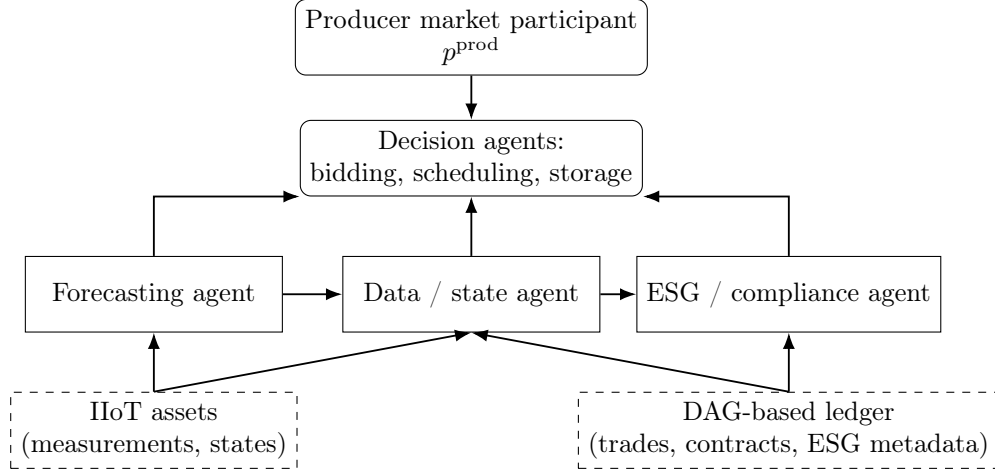 Producer market participant
p^prod
Decision agents:
bidding, scheduling, storage
Forecasting agent
Data / state agent
ESG / compliance agent
IIoT assets
(measurements, states)
DAG-based ledger
(trades, contracts, ESG metadata)